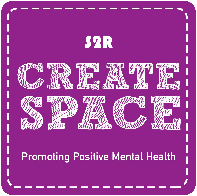 S2R
CREATE
SPACE
Promoting Positive Mental Health